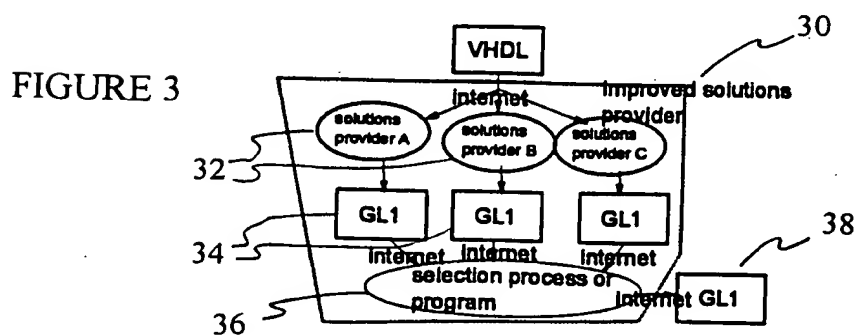 FIGURE 3
VHDL
30
internet
improved solutions
provider
solutions
provider A
solutions
provider B
solutions
provider C
32
GL1
GL1
GL1
34
internet
internet
internet
38
selection process or
program
internet
GL1
36